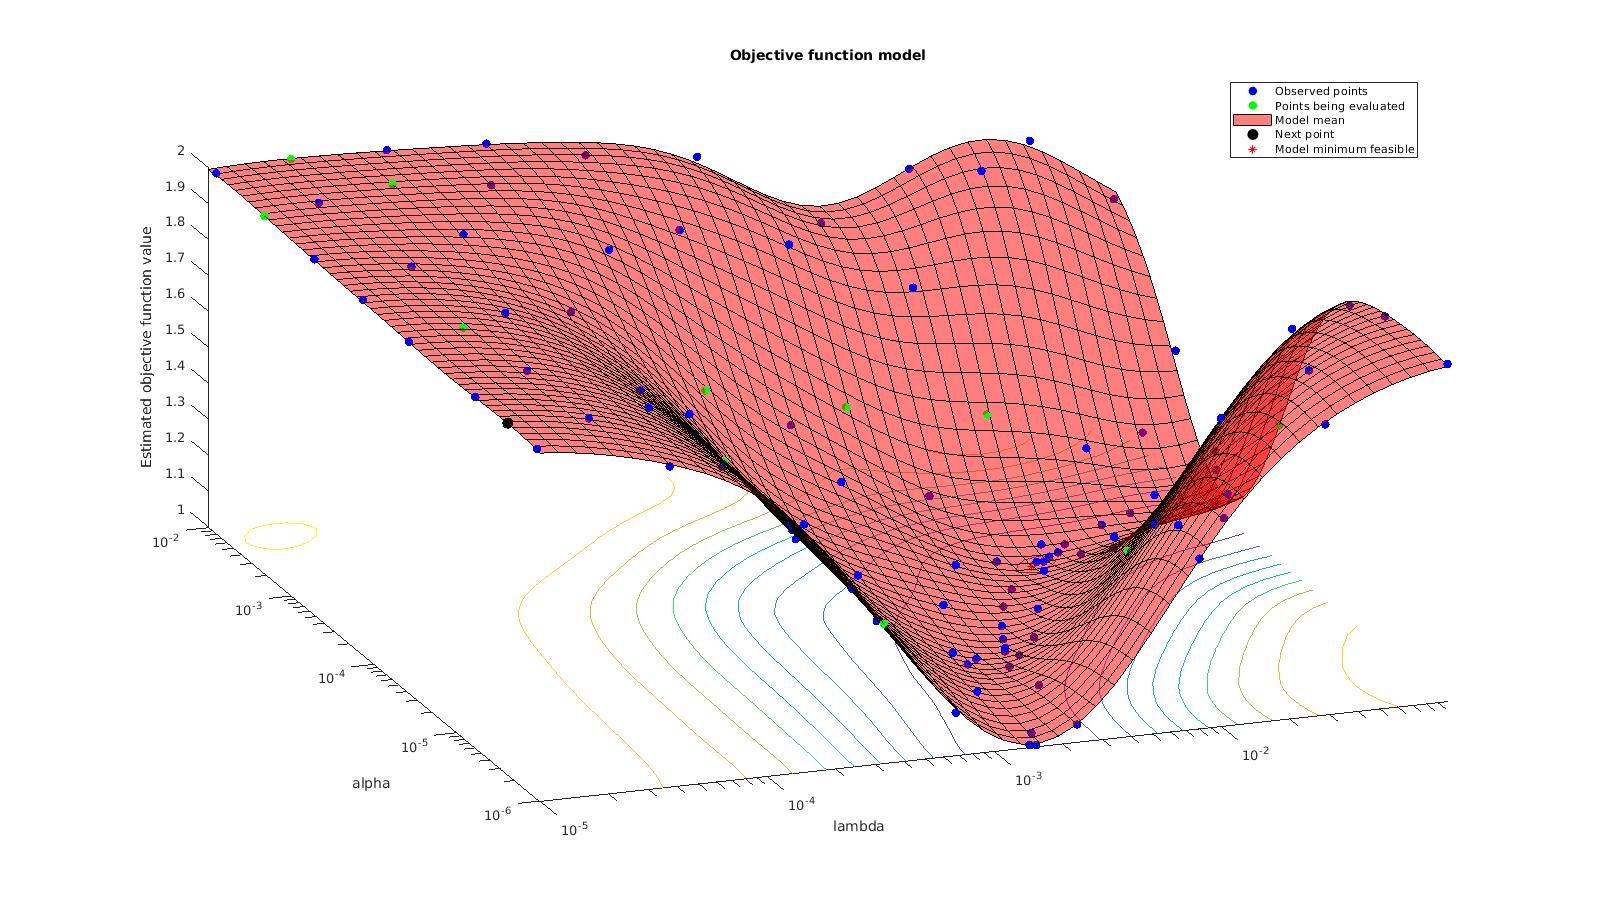 Objective function model
Observed points
Points being evaluated
Model mean
Next point
Model minimum feasible
Estimated objective function value
2
1.9
1.8
1.7
1.6
1.5
1.4
1.3
1.2
1.1
1
10^-2
10^-3
10^-4
10^-5
10^-6
alpha
10^-5
10^-4
10^-3
10^-2
lambda